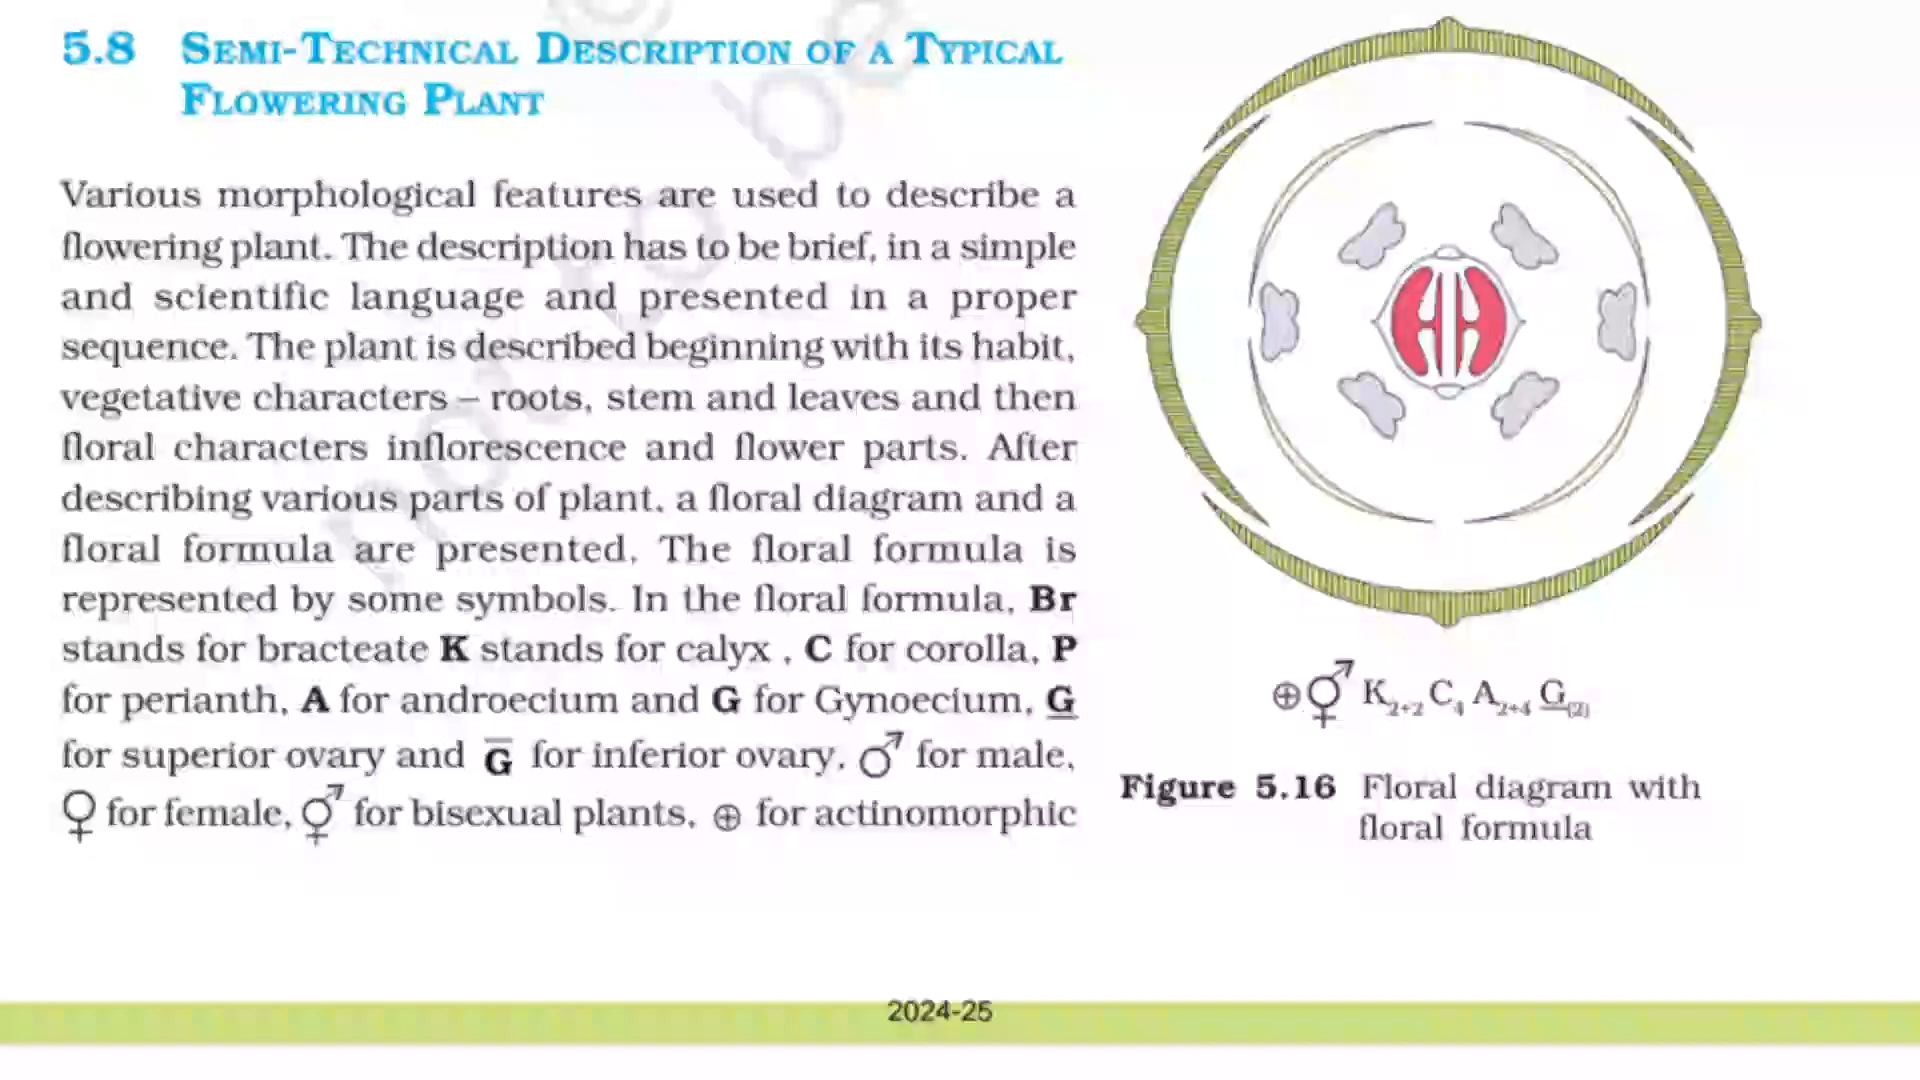 5.8 SEMI-TECHNICAL DESCRIPTION OF A TYPICAL
FLOWERING PLANT
Various morphological features are used to describe a
flowering plant. The description has to be brief, in a simple
and scientific language and presented in a proper
sequence. The plant is described beginning with its habit,
vegetative characters – roots, stem and leaves and then
floral characters inflorescence and flower parts. After
describing various parts of plant, a floral diagram and a
floral formula are presented. The floral formula is
represented by some symbols. In the floral formula, Br
stands for bracteate K stands for calyx , C for corolla, P
for perianth, A for androecium and G for Gynoecium, G̲
for superior ovary and G̅ for inferior ovary, ♂ for male,
♀ for female, ⚥ for bisexual plants, ⊕ for actinomorphic
⊕ ⚥ K₂₊₂ C₄ A₂₊₄ G̲₍₂₎
Figure 5.16 Floral diagram with
floral formula
not to be
2024-25